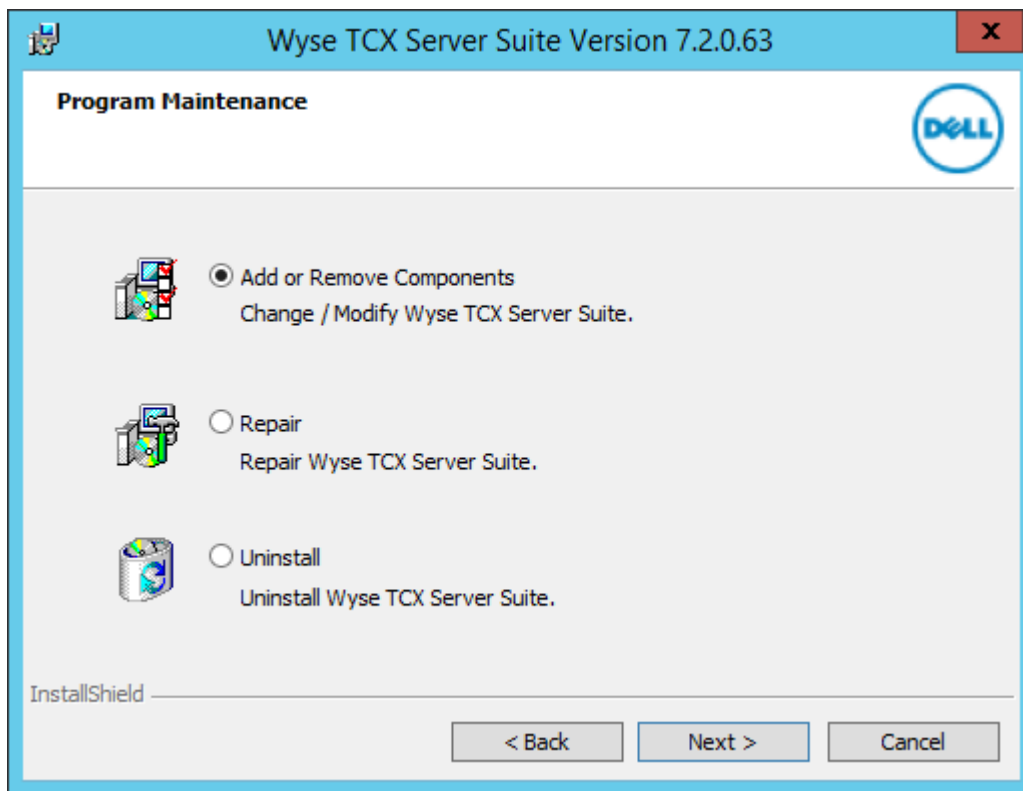 Wyse TCX Server Suite Version 7.2.0.63
x
Program Maintenance
DELL
Add or Remove Components
Change / Modify Wyse TCX Server Suite.
Repair
Repair Wyse TCX Server Suite.
Uninstall
Uninstall Wyse TCX Server Suite.
InstallShield
< Back
Next >
Cancel